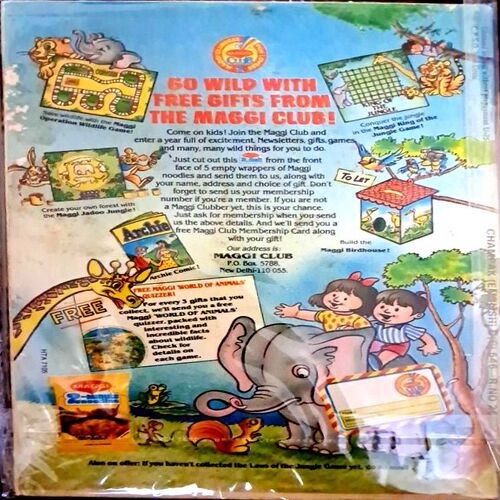 GO WILD WITH
FREE GIFTS FROM
THE MAGGI CLUB!
Come on kids! Join the Maggi Club and
enter a year full of excitement. Newsletters, gifts, games
and many, many wild things for you to do.
Just cut out this from the front
face of 5 empty wrappers of Maggi
noodles and send them to us, along with
your name, address and choice of gift. Don't
forget to send us your membership
number if you're a member. If you are not
a Maggi Clubber yet, this is your chance.
Just ask for membership when you send
us the above details. And we'll send you a
free Maggi Club Membership Card along
with your gift!
Our address is:
MAGGI CLUB
P.O. Box. 5788,
New Delhi-110 055.
Save wildlife with the Maggi
Operation Wildlife Game!
THE JUNGLE
Conquer the jungle
in the Maggi King of the
Jungle Game!
Create your own forest with
the Maggi Jadoo Jungle!
TO LET
Build the
Maggi Birdhouse!
Archie
Archie Comic!
FREE MAGGI WORLD OF ANIMALS'
QUIZZER!
For every 3 gifts that you
collect, we'll send you a free
Maggi 'WORLD OF ANIMALS'
quizzer, packed with
interesting and
incredible facts
about wildlife.
Check for
details on
each game.
FREE
MAGGI
2-
HTA 7105
Also on offer: If you haven't collected the Laws of the Jungle Game yet,